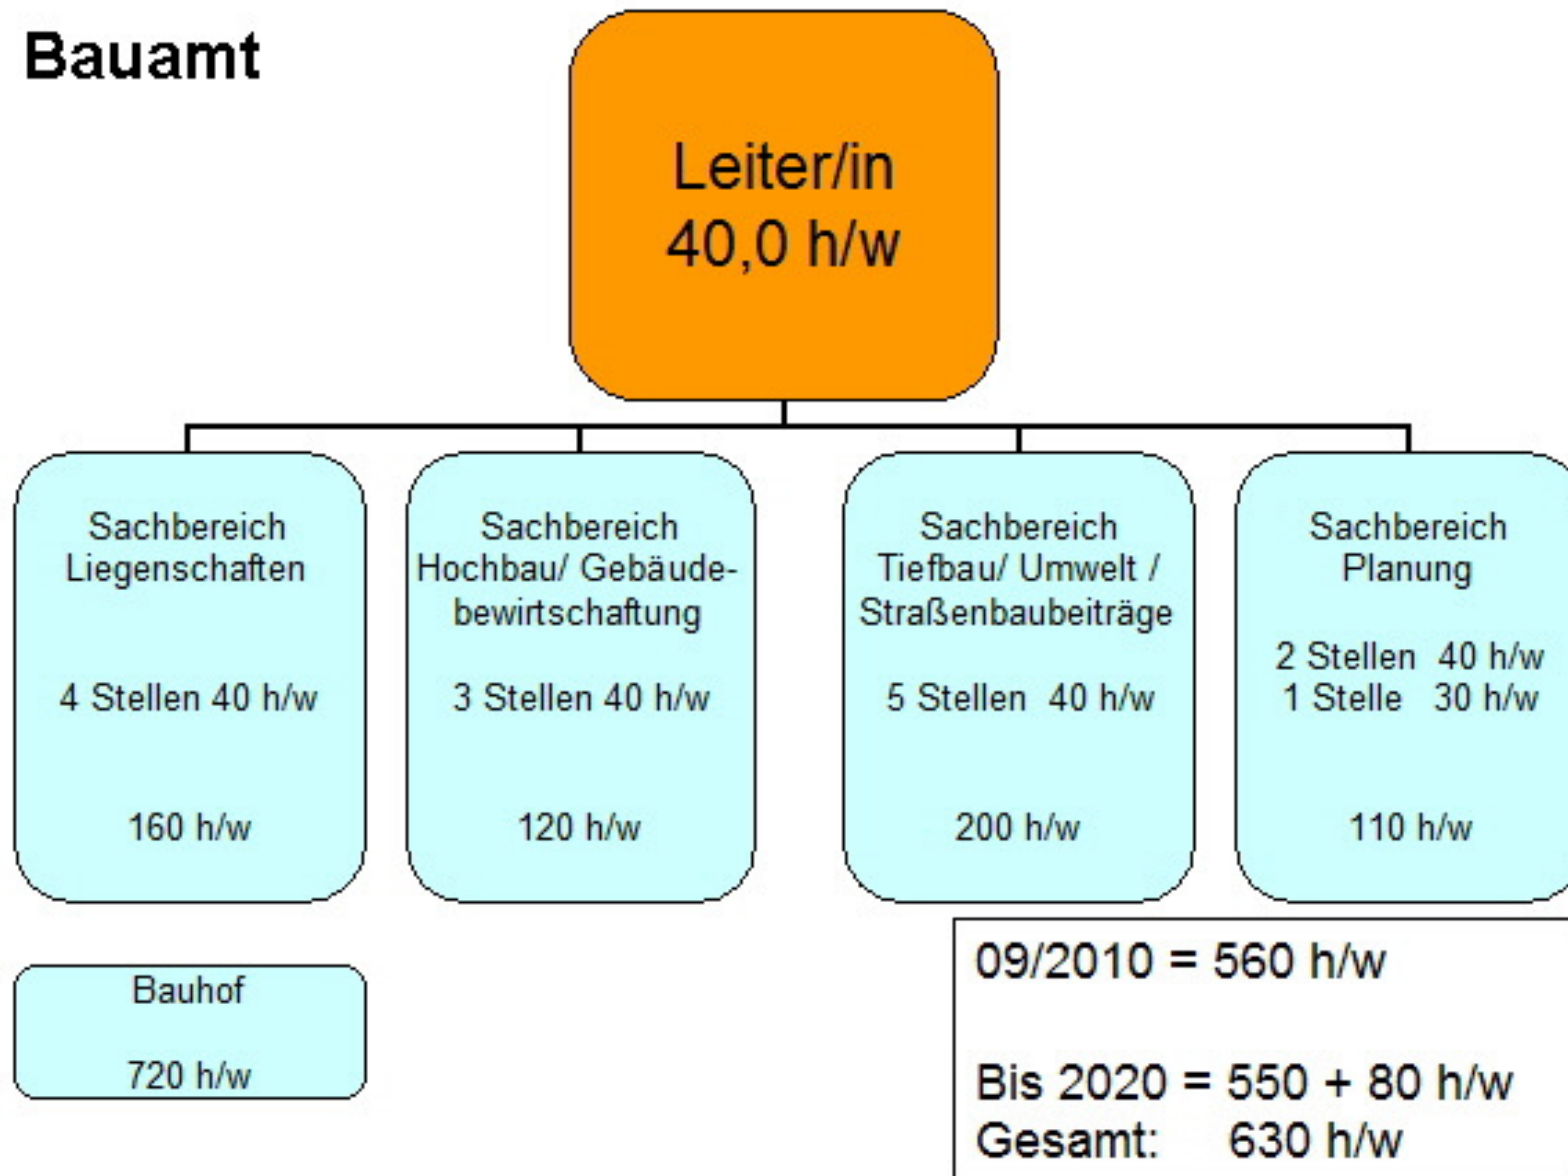 Bauamt
Leiter/in
40,0 h/w
Sachbereich
Liegenschaften
4 Stellen 40 h/w
160 h/w
Sachbereich
Hochbau/ Gebäude-
bewirtschaftung
3 Stellen 40 h/w
120 h/w
Sachbereich
Tiefbau/ Umwelt /
Straßenbaubeiträge
5 Stellen 40 h/w
200 h/w
Sachbereich
Planung
2 Stellen 40 h/w
1 Stelle 30 h/w
110 h/w
Bauhof
720 h/w
09/2010 = 560 h/w
Bis 2020 = 550 + 80 h/w
Gesamt: 630 h/w